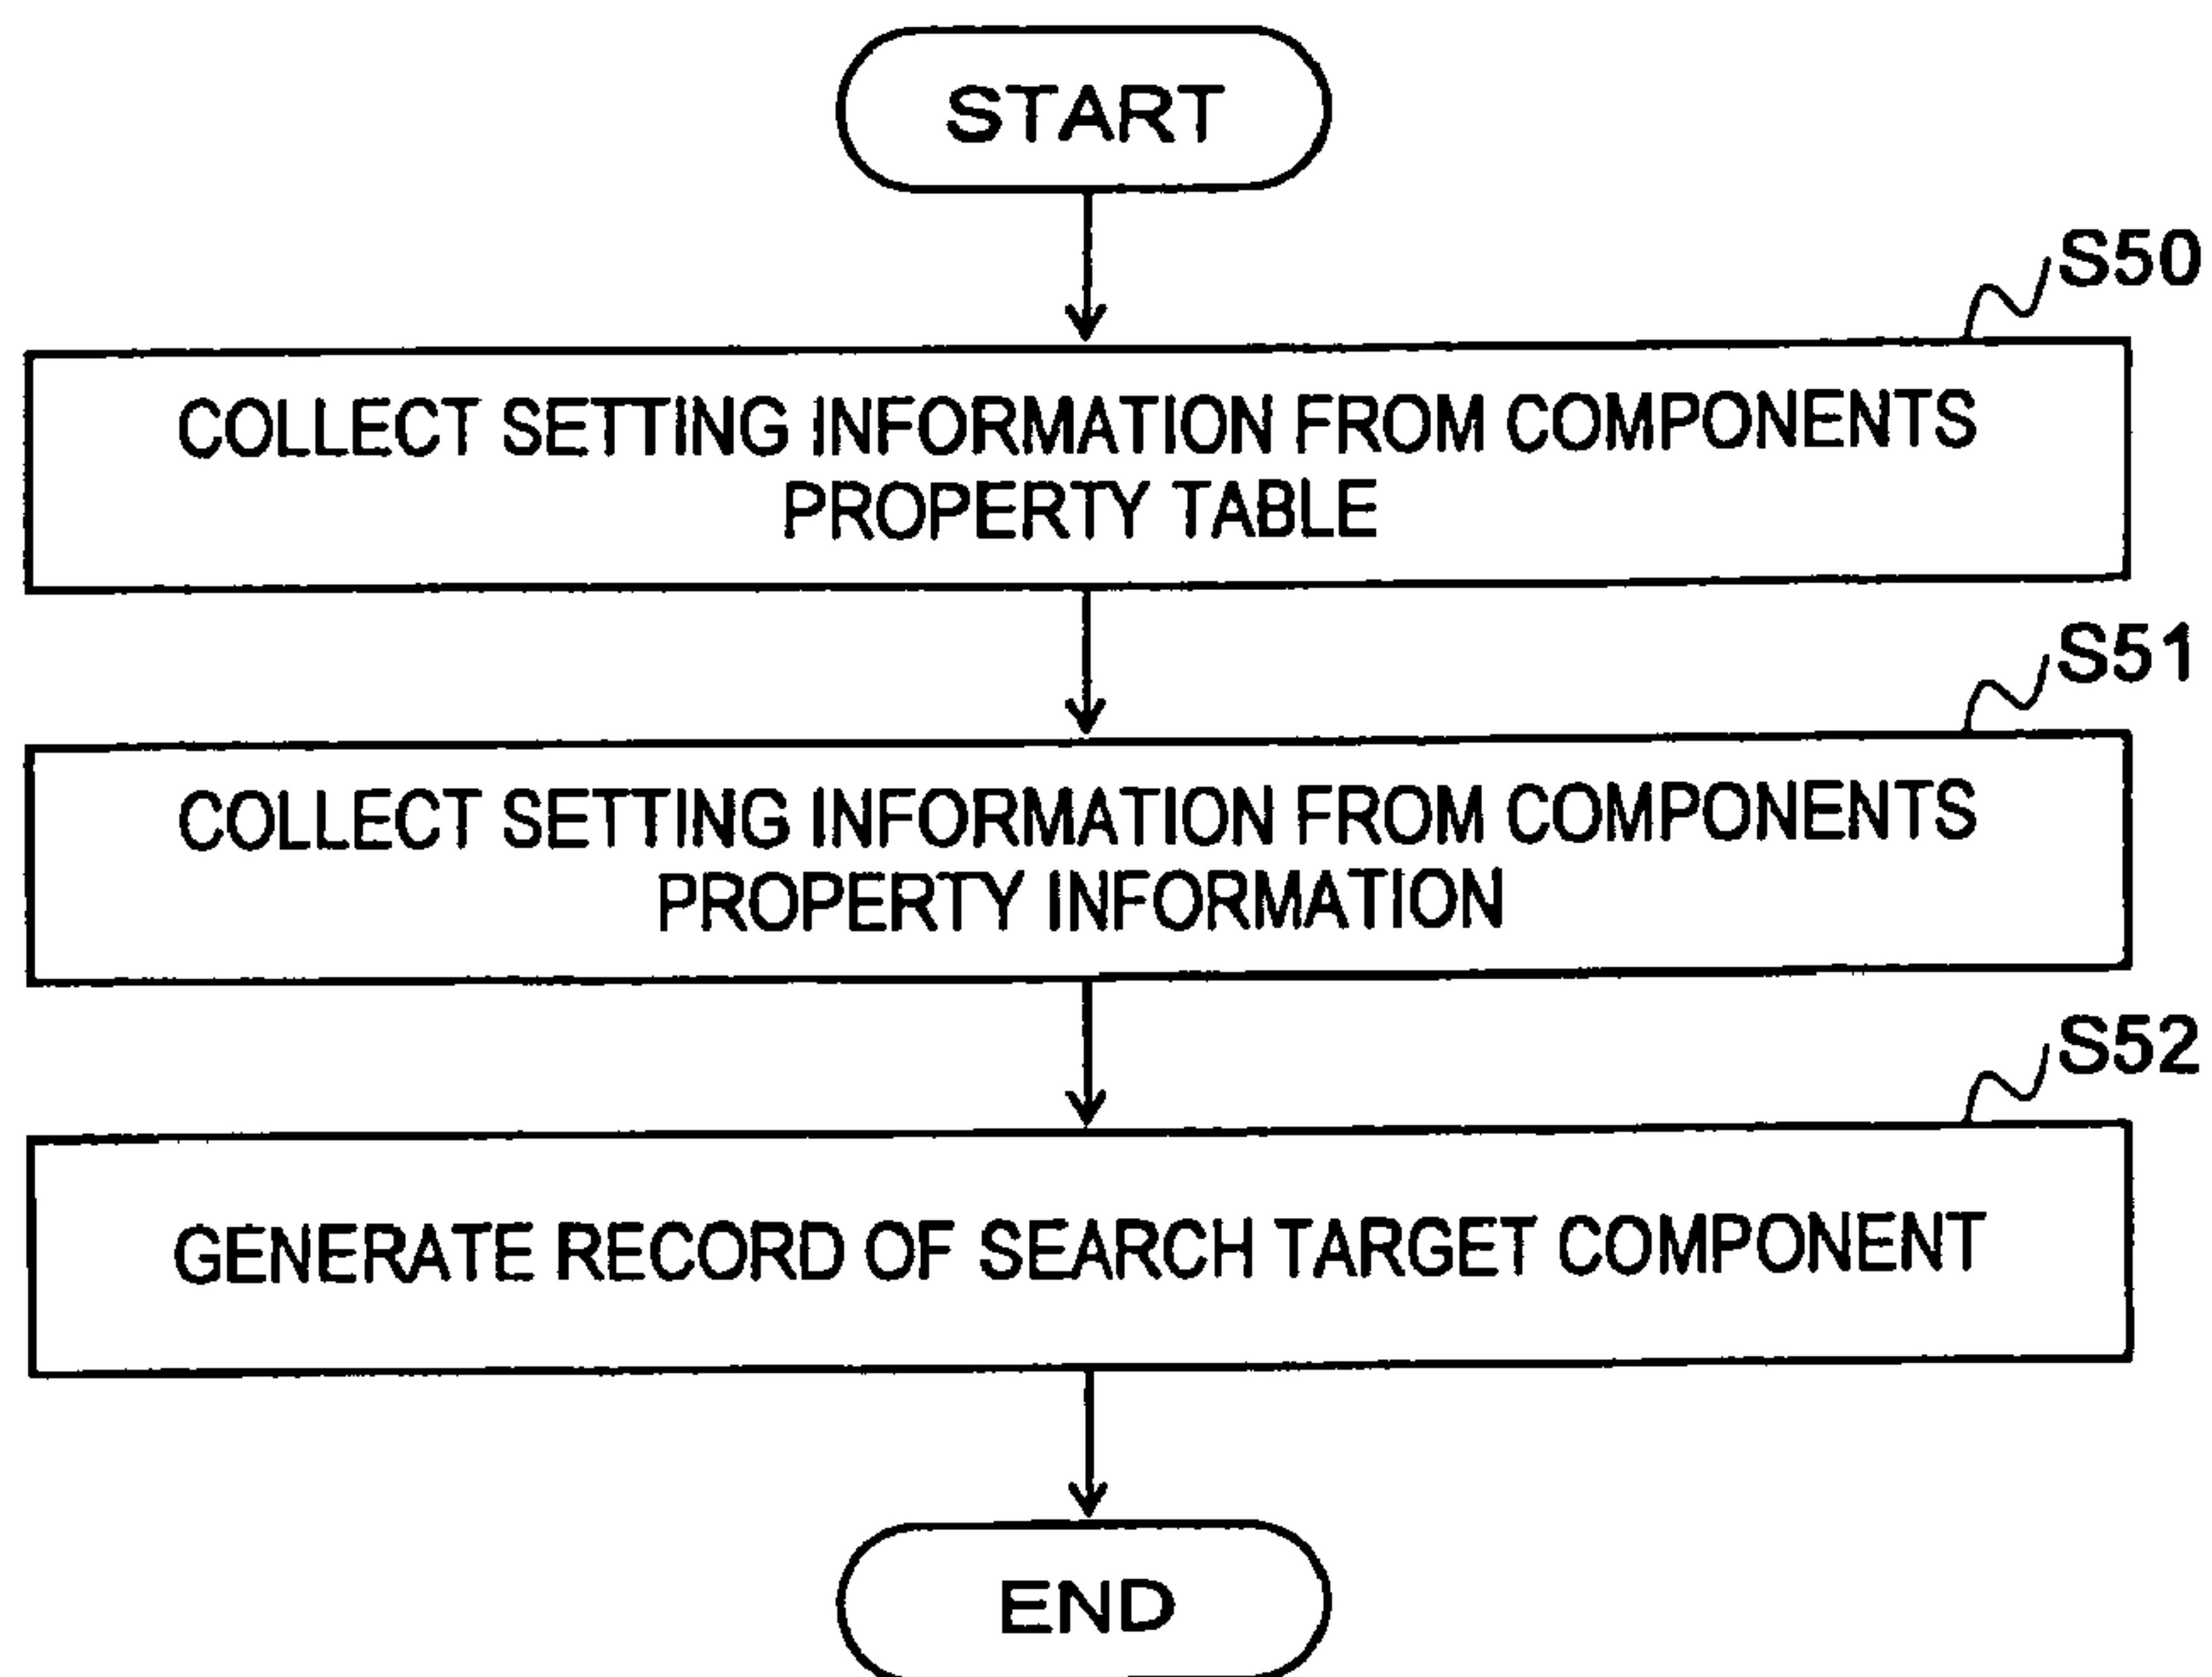 START
S50
COLLECT SETTING INFORMATION FROM COMPONENTS
PROPERTY TABLE
S51
COLLECT SETTING INFORMATION FROM COMPONENTS
PROPERTY INFORMATION
S52
GENERATE RECORD OF SEARCH TARGET COMPONENT
END